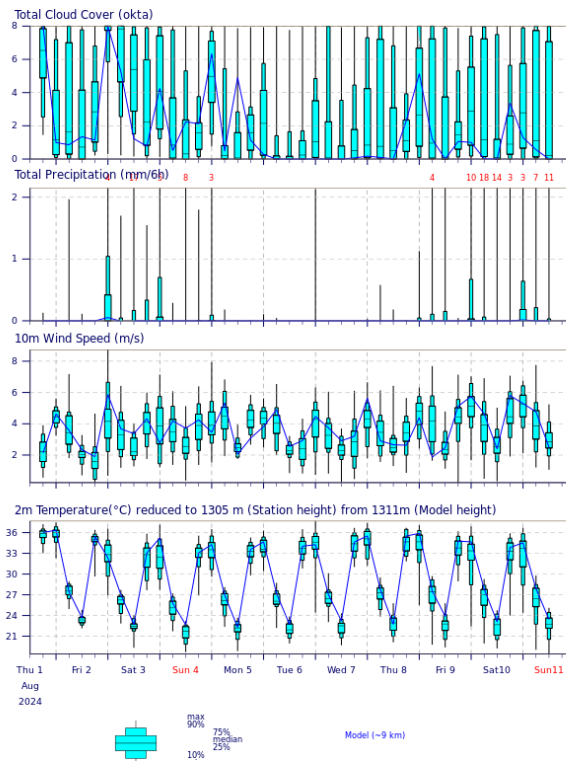 Total Cloud Cover (okta)
8
6
4
2
0
Total Precipitation (mm/6h)
8 3 4 10 18 14 3 3 7 11
2
1
0
10m Wind Speed (m/s)
8
6
4
2
2m Temperature(°C) reduced to 1305 m (Station height) from 1311m (Model height)
36
33
30
27
24
21
Thu 1 Fri 2 Sat 3 Sun 4 Mon 5 Tue 6 Wed 7 Thu 8 Fri 9 Sat10 Sun11
Aug
2024
max
90%
75%
median
25%
10%
Model (~9 km)